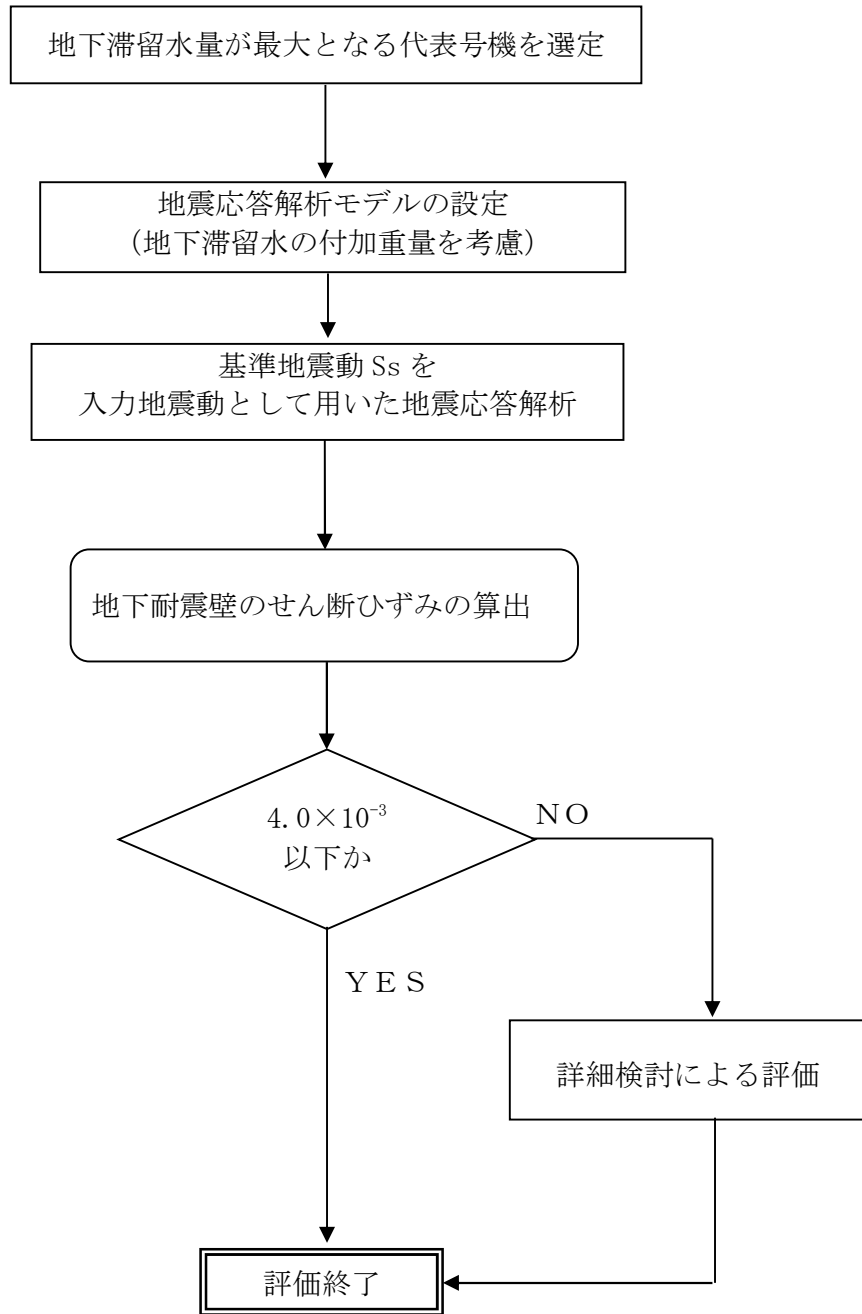 地下滞留水量が最大となる代表号機を選定
地震応答解析モデルの設定
（地下滞留水の付加重量を考慮）
基準地震動 Ss を
入力地震動として用いた地震応答解析
地下耐震壁のせん断ひずみの算出
4.0×10⁻³
以下か
ＮＯ
ＹＥＳ
詳細検討による評価
評価終了